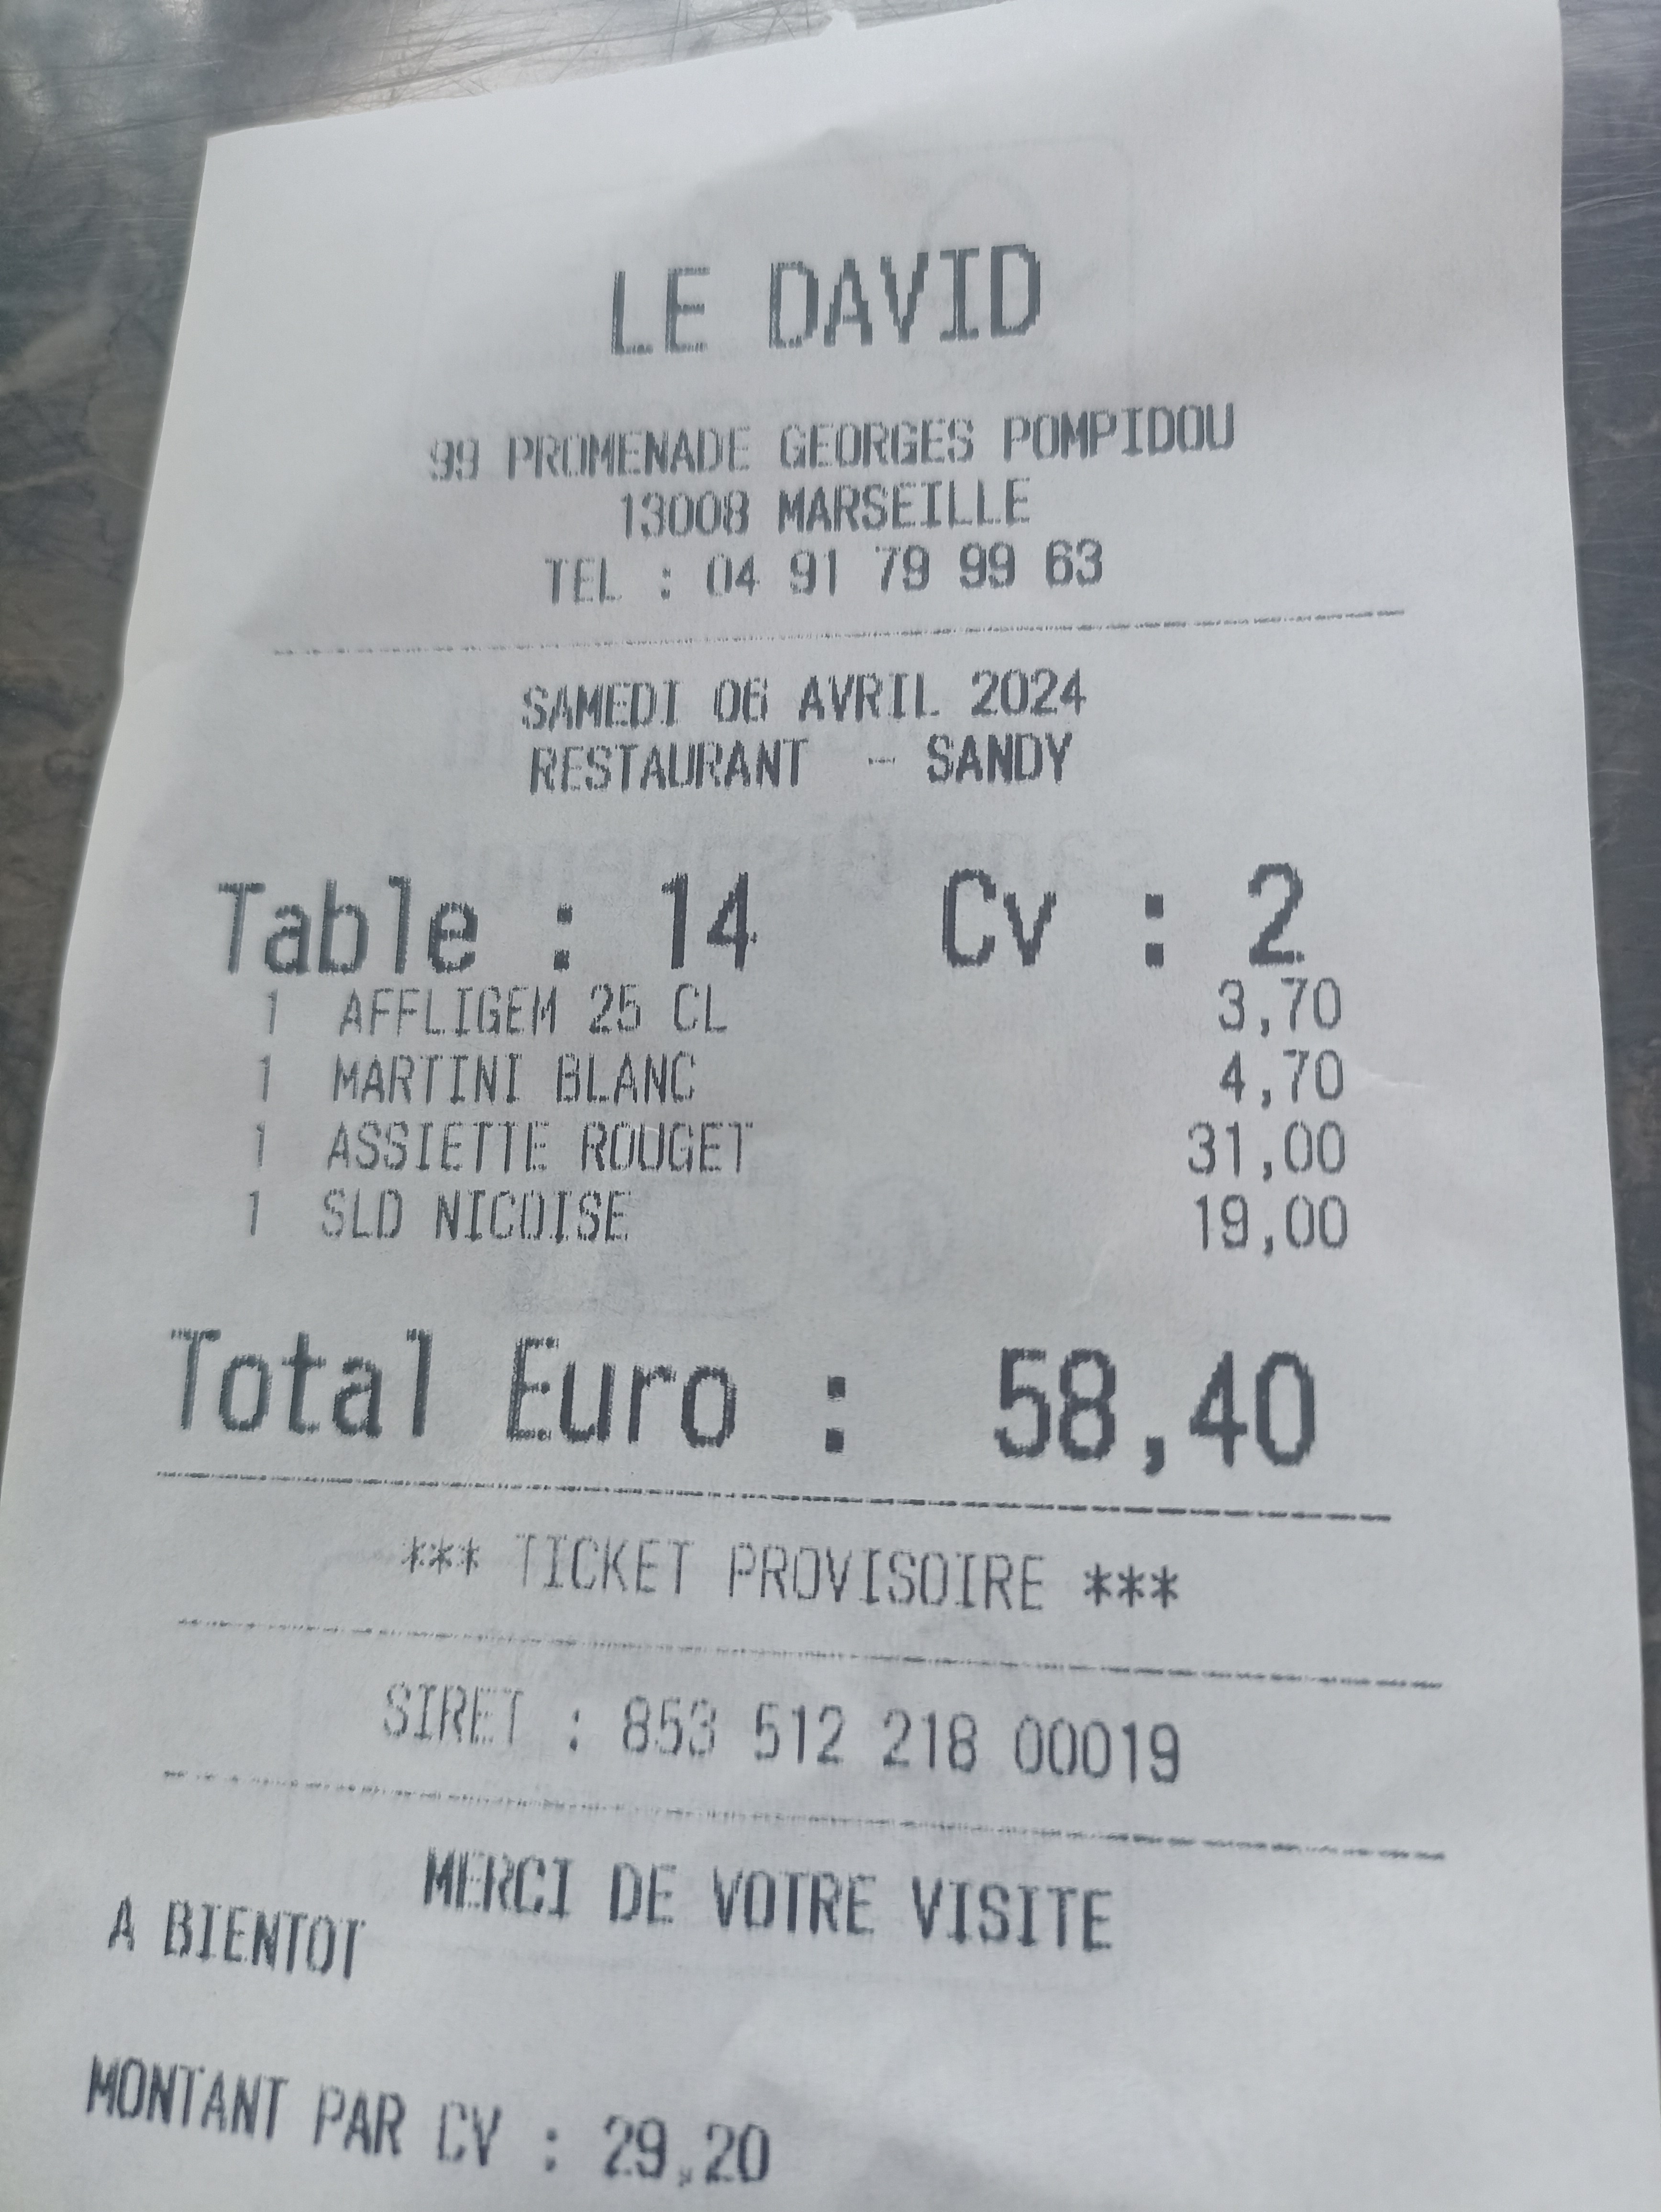 LE DAVID
99 PROMENADE GEORGES POMPIDOU
13008 MARSEILLE
TEL : 04 91 79 99 63
SAMEDI 06 AVRIL 2024
RESTAURANT - SANDY
Table : 14 Cv : 2
1 AFFLIGEM 25 CL 3,70
1 MARTINI BLANC 4,70
1 ASSIETTE ROUGET 31,00
1 SLD NICOISE 19,00
Total Euro : 58,40
*** TICKET PROVISOIRE ***
SIRET : 853 512 218 00019
MERCI DE VOTRE VISITE
A BIENTOT
MONTANT PAR CV : 29,20